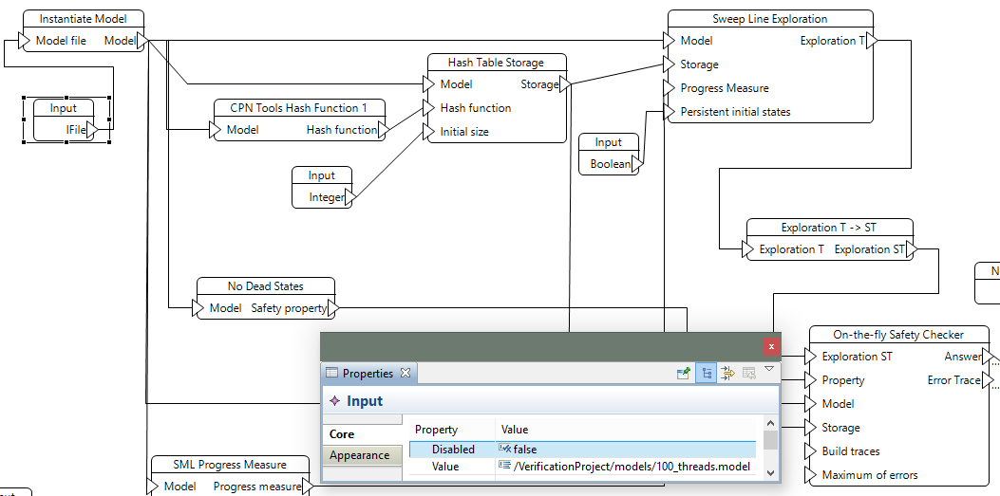 Instantiate Model
Model file Model
Input
IFile
CPN Tools Hash Function 1
Model Hash function
Input
Integer
Hash Table Storage
Model Storage
Hash function
Initial size
Input
Boolean
Sweep Line Exploration
Model Exploration T
Storage
Progress Measure
Persistent initial states
Exploration T -> ST
Exploration T Exploration ST
N
No Dead States
Model Safety property
On-the-fly Safety Checker
Exploration ST Answer
...
Property Error Trace
...
Model
Storage
Build traces
Maximum of errors
x
Properties
Input
Core
Appearance
Property Value
Disabled false
Value /VerificationProject/models/100_threads.model
SML Progress Measure
Model Progress measure
Input